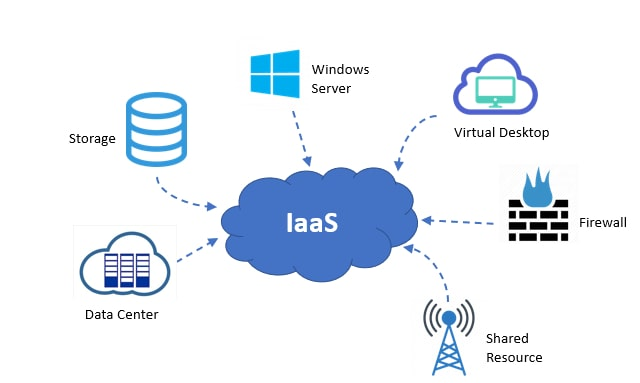 Windows
Server
Virtual Desktop
Storage
IaaS
Firewall
Data Center
Shared
Resource